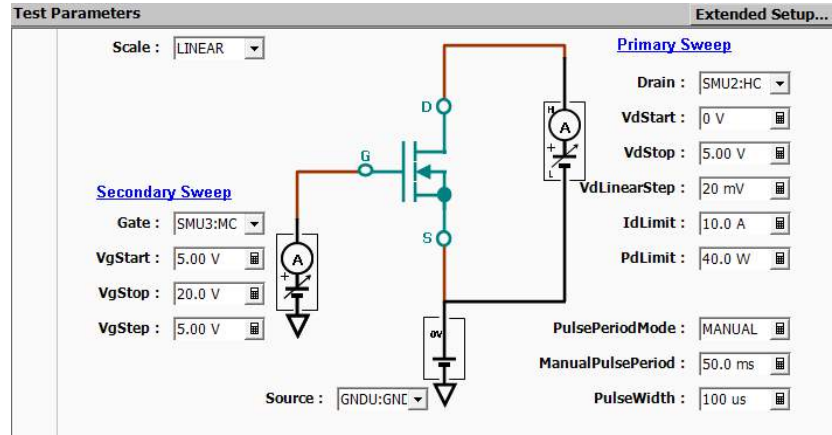 Test Parameters
Extended Setup...
Scale : LINEAR
Primary Sweep
Drain : SMU2:HC
VdStart : 0 V
VdStop : 5.00 V
VdLinearStep : 20 mV
IdLimit : 10.0 A
PdLimit : 40.0 W
D
G
S
H
A
+
L
Secondary Sweep
Gate : SMU3:MC
VgStart : 5.00 V
VgStop : 20.0 V
VgStep : 5.00 V
A
+
0V
PulsePeriodMode : MANUAL
ManualPulsePeriod : 50.0 ms
PulseWidth : 100 us
Source : GNDU:GNE